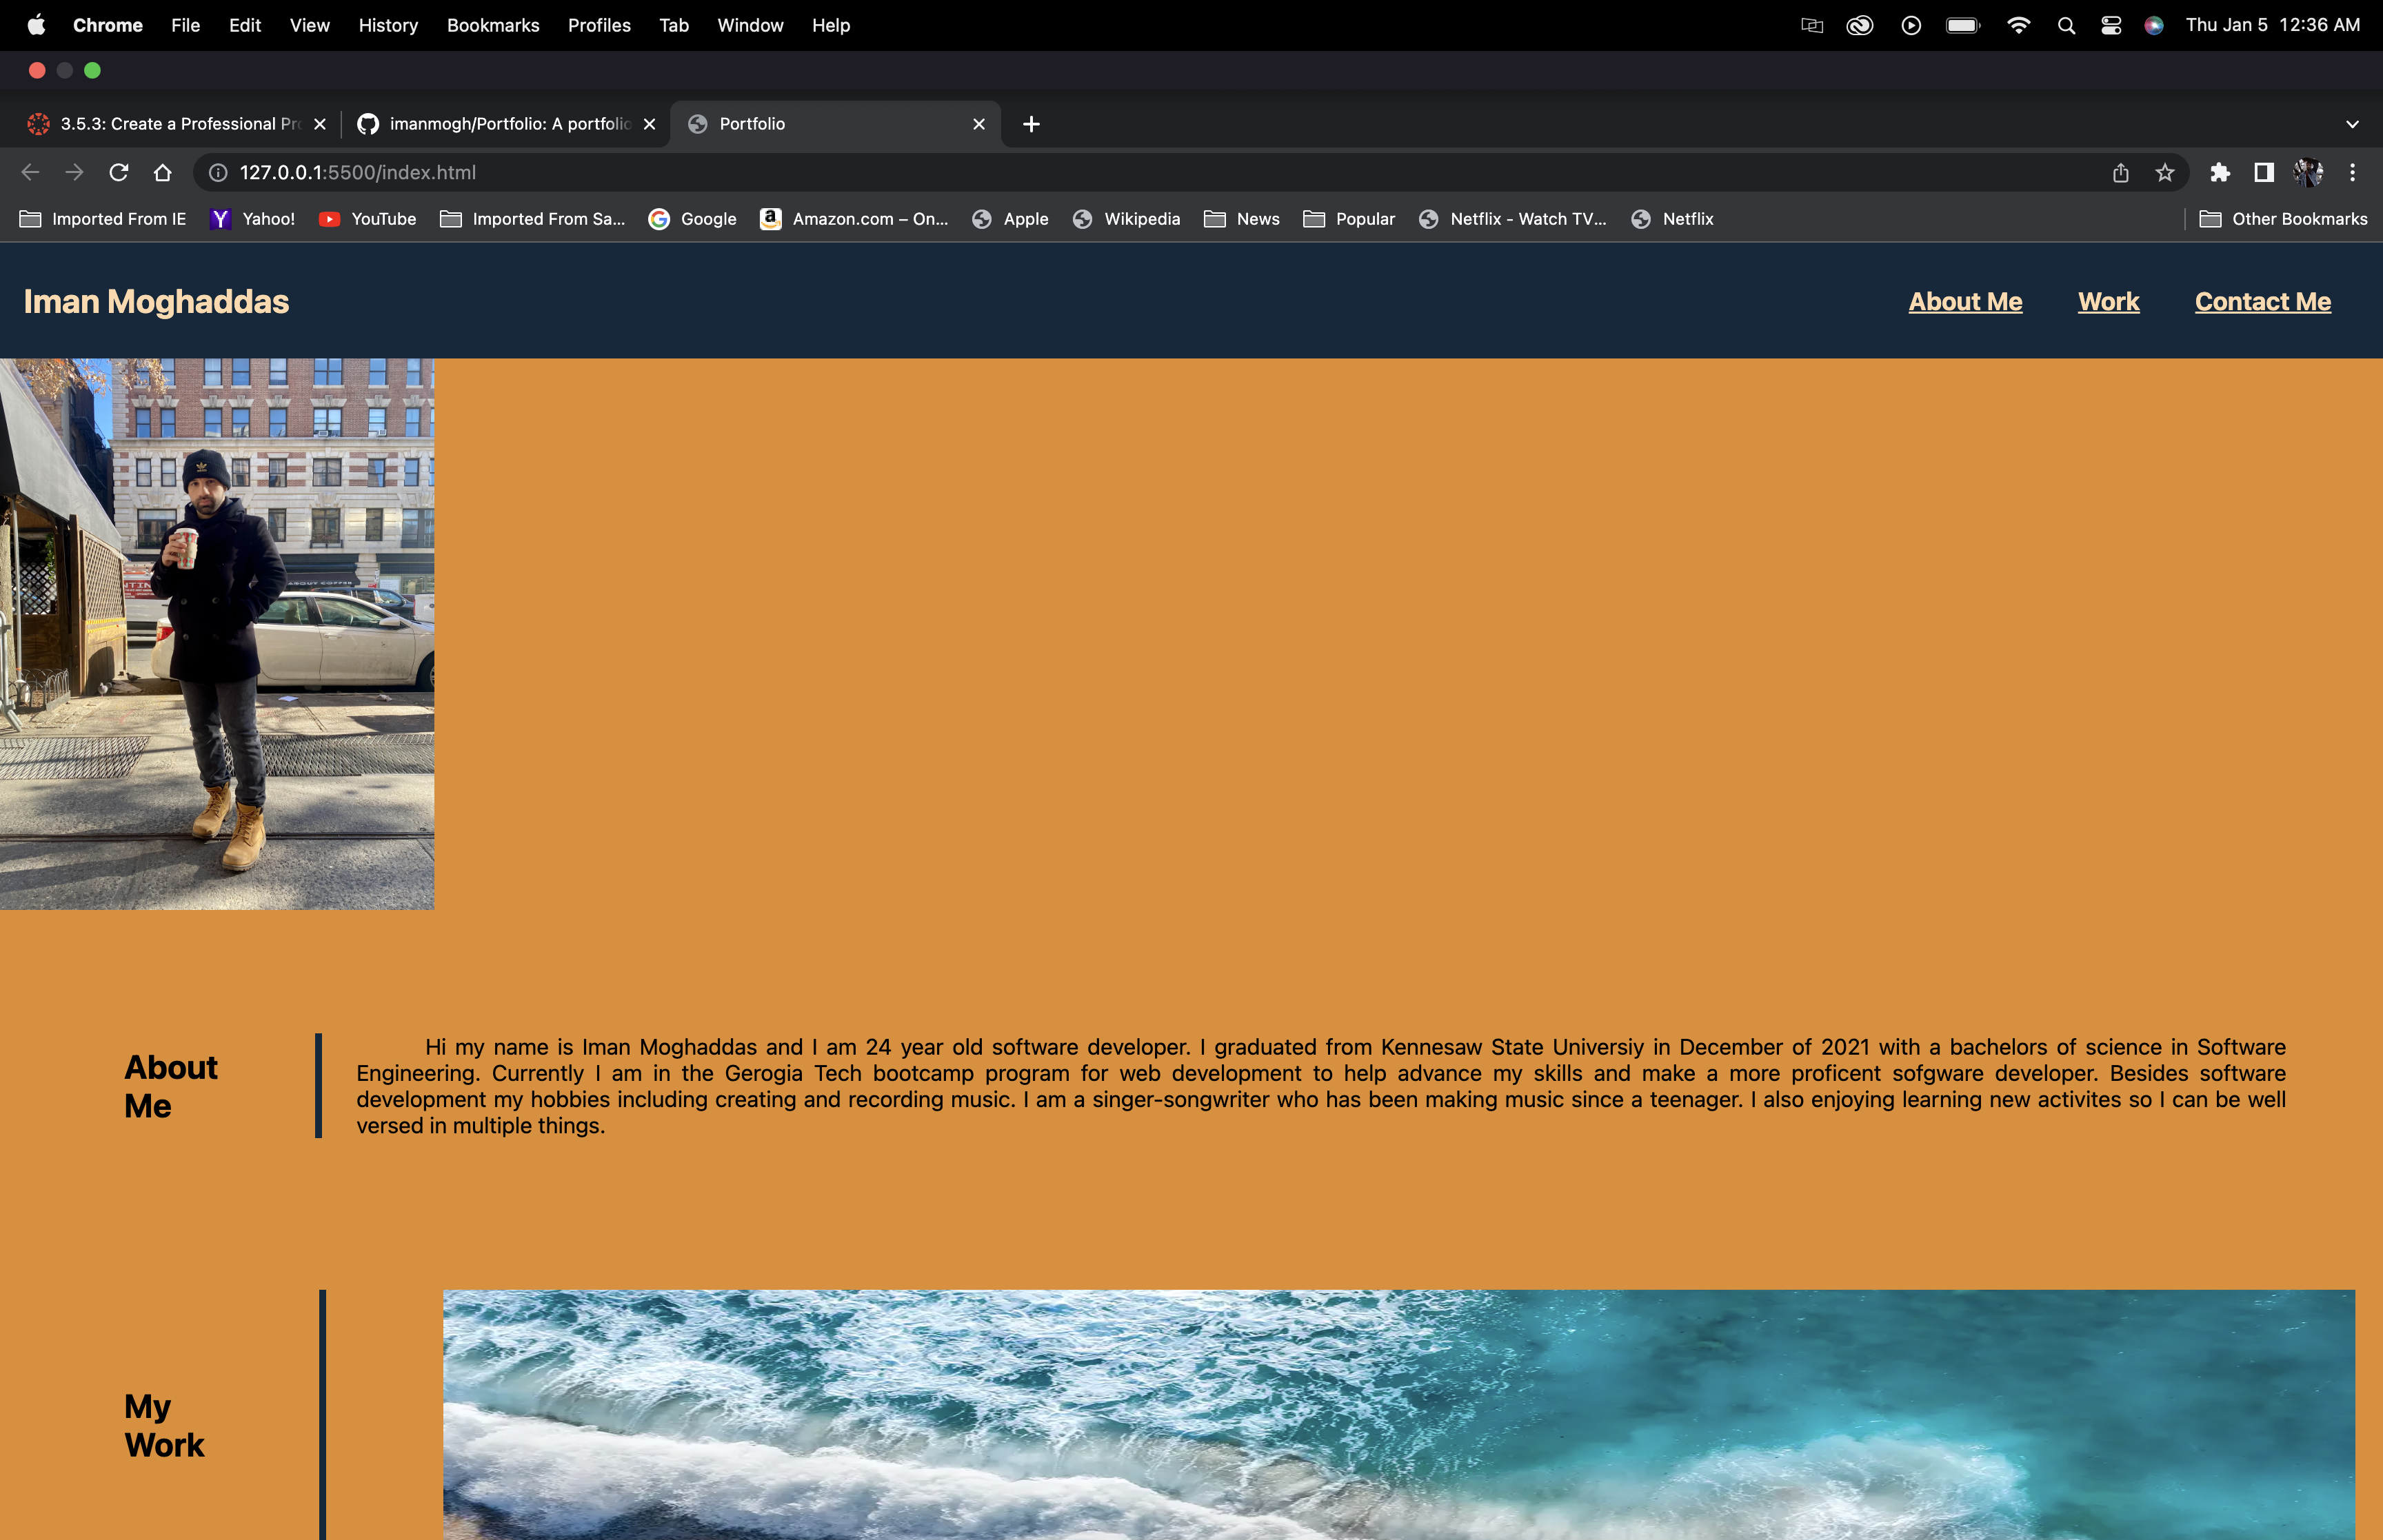 Chrome File Edit View History Bookmarks Profiles Tab Window Help Thu Jan 5 12:36 AM
3.5.3: Create a Professional Pro imanmogh/Portfolio: A portfolio Portfolio
127.0.0.1:5500/index.html
Imported From IE Yahoo! YouTube Imported From Sa... Google Amazon.com – On... Apple Wikipedia News Popular Netflix - Watch TV... Netflix Other Bookmarks
Iman Moghaddas About Me Work Contact Me
About
Me
Hi my name is Iman Moghaddas and I am 24 year old software developer. I graduated from Kennesaw State Universiy in December of 2021 with a bachelors of science in Software
Engineering. Currently I am in the Gerogia Tech bootcamp program for web development to help advance my skills and make a more proficent sofgware developer. Besides software
development my hobbies including creating and recording music. I am a singer-songwriter who has been making music since a teenager. I also enjoying learning new activites so I can be well
versed in multiple things.
My
Work